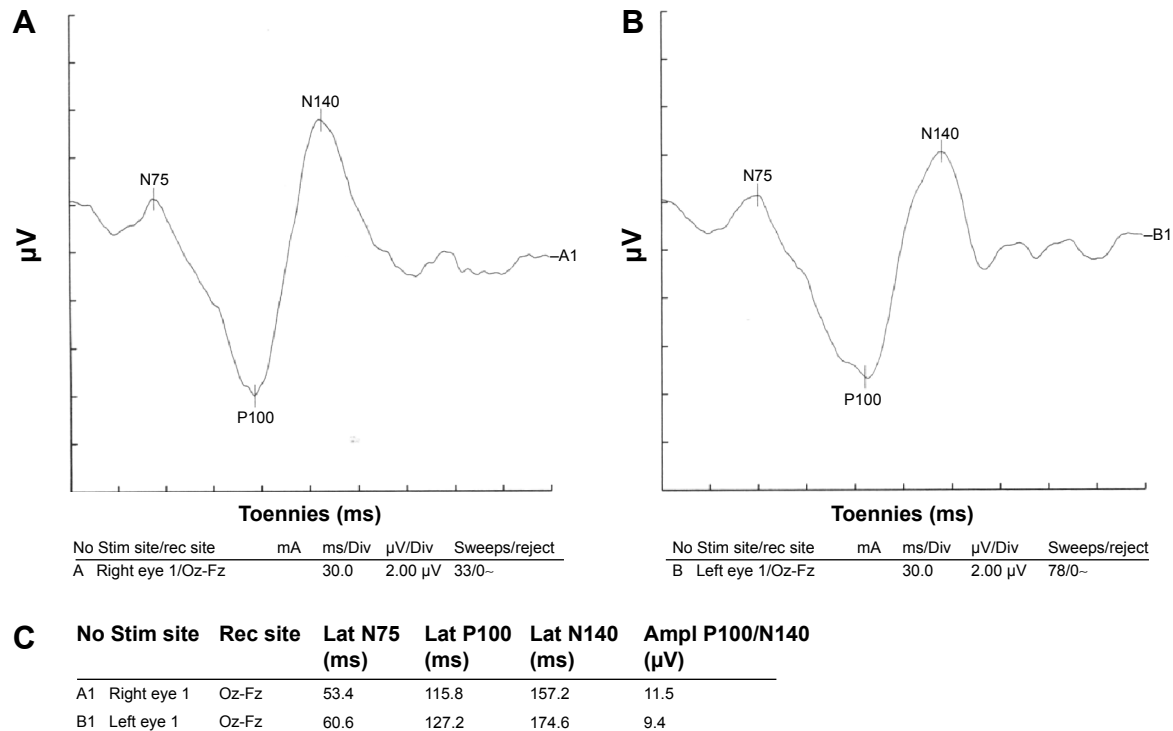 A
N140
N75
µV
A1
P100
Toennies (ms)
No Stim site/rec site mA ms/Div µV/Div Sweeps/reject
A Right eye 1/Oz-Fz 30.0 2.00 µV 33/0~
B
N140
N75
µV
B1
P100
Toennies (ms)
No Stim site/rec site mA ms/Div µV/Div Sweeps/reject
B Left eye 1/Oz-Fz 30.0 2.00 µV 78/0~
C
No Stim site Rec site Lat N75 (ms) Lat P100 (ms) Lat N140 (ms) Ampl P100/N140 (µV)
A1 Right eye 1 Oz-Fz 53.4 115.8 157.2 11.5
B1 Left eye 1 Oz-Fz 60.6 127.2 174.6 9.4